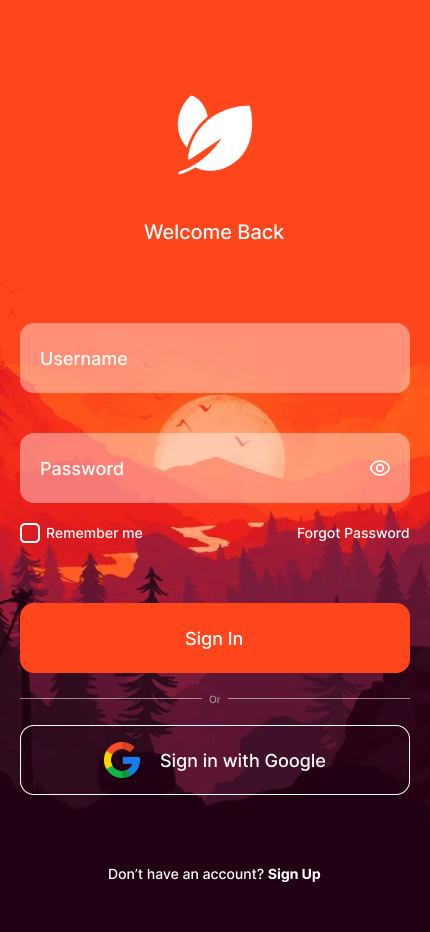 Welcome Back
Username
Password
Remember me
Forgot Password
Sign In
Or
Sign in with Google
Don’t have an account? Sign Up